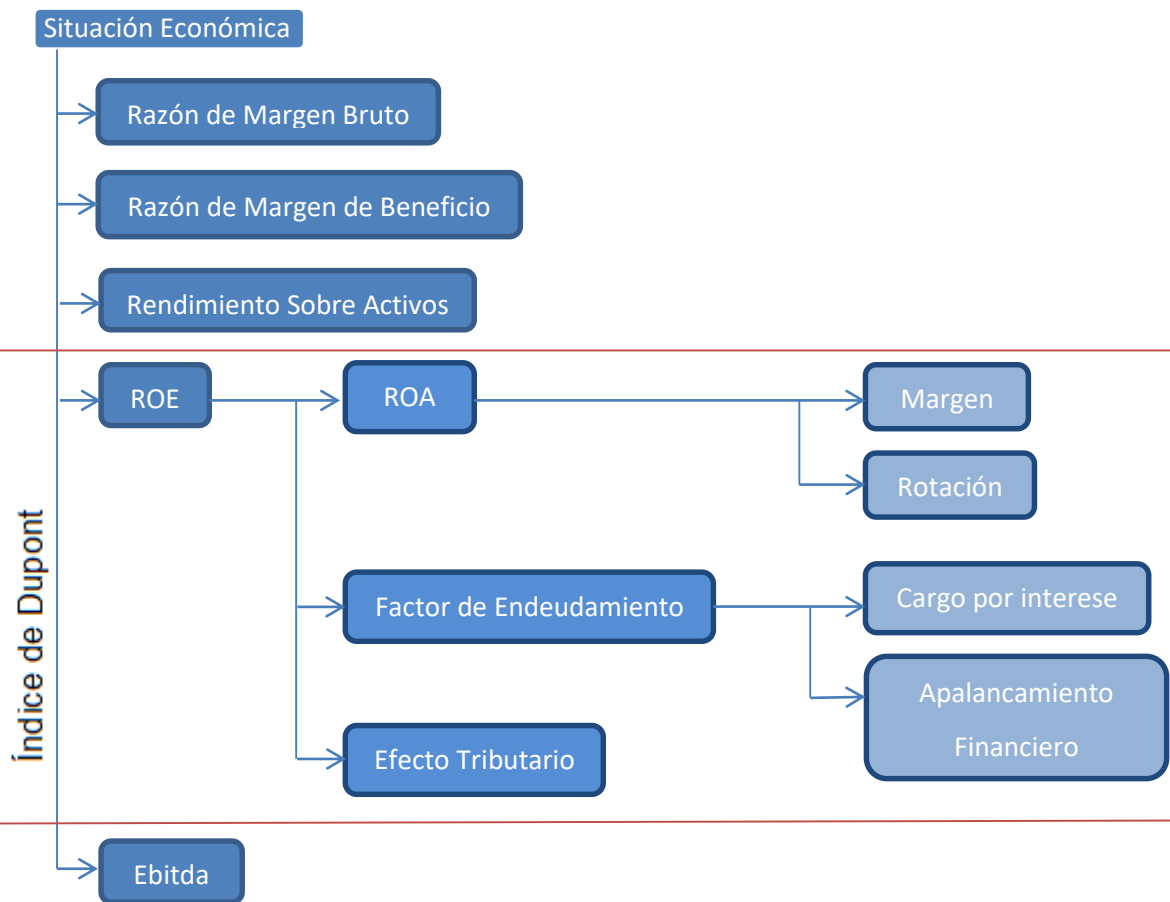 Situación Económica
Razón de Margen Bruto
Razón de Margen de Beneficio
Rendimiento Sobre Activos
Índice de Dupont
ROE
ROA
Margen
Rotación
Factor de Endeudamiento
Cargo por interese
Apalancamiento
Financiero
Efecto Tributario
Ebitda